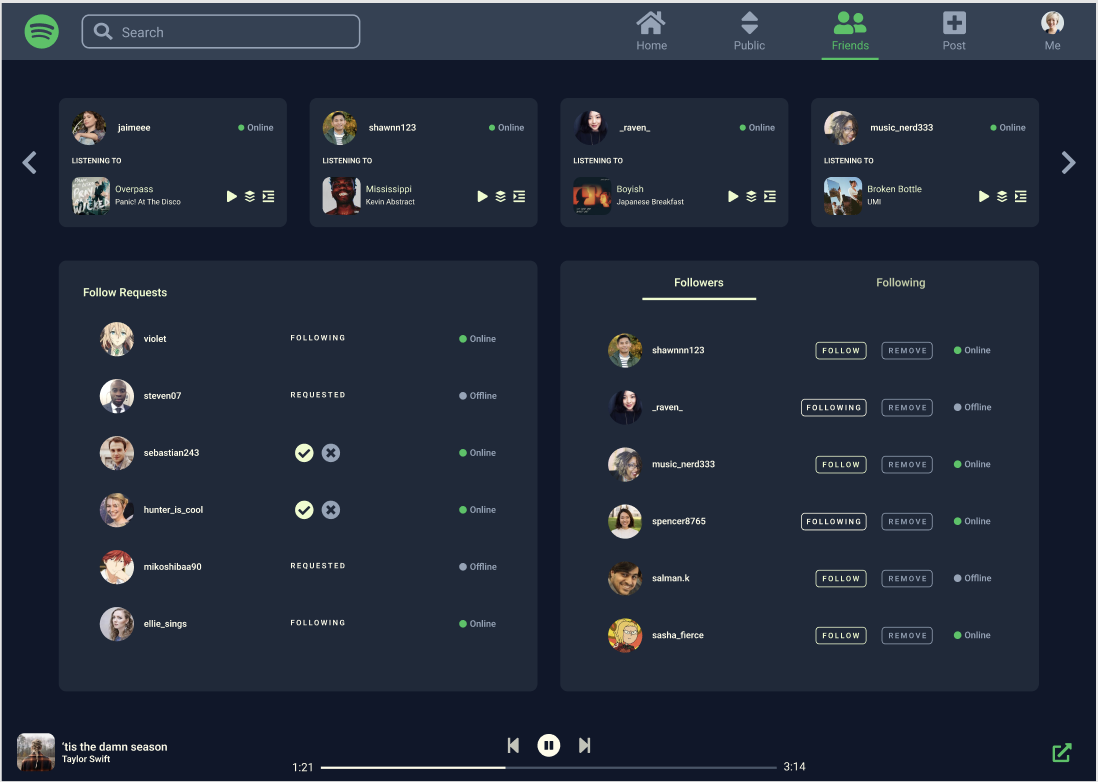 Search
Home
Public
Friends
Post
Me
jaimeee
Online
LISTENING TO
Overpass
Panic! At The Disco
shawnn123
Online
LISTENING TO
Mississippi
Kevin Abstract
_raven_
Online
LISTENING TO
Boyish
Japanese Breakfast
music_nerd333
Online
LISTENING TO
Broken Bottle
UMI
Follow Requests
violet FOLLOWING Online
steven07 REQUESTED Offline
sebastian243 Online
hunter_is_cool Online
mikoshibaa90 REQUESTED Offline
ellie_sings FOLLOWING Online
Followers Following
shawnnn123 FOLLOW REMOVE Online
_raven_ FOLLOWING REMOVE Offline
music_nerd333 FOLLOW REMOVE Online
spencer8765 FOLLOWING REMOVE Online
salman.k FOLLOW REMOVE Offline
sasha_fierce FOLLOW REMOVE Online
'tis the damn season
Taylor Swift
1:21 3:14